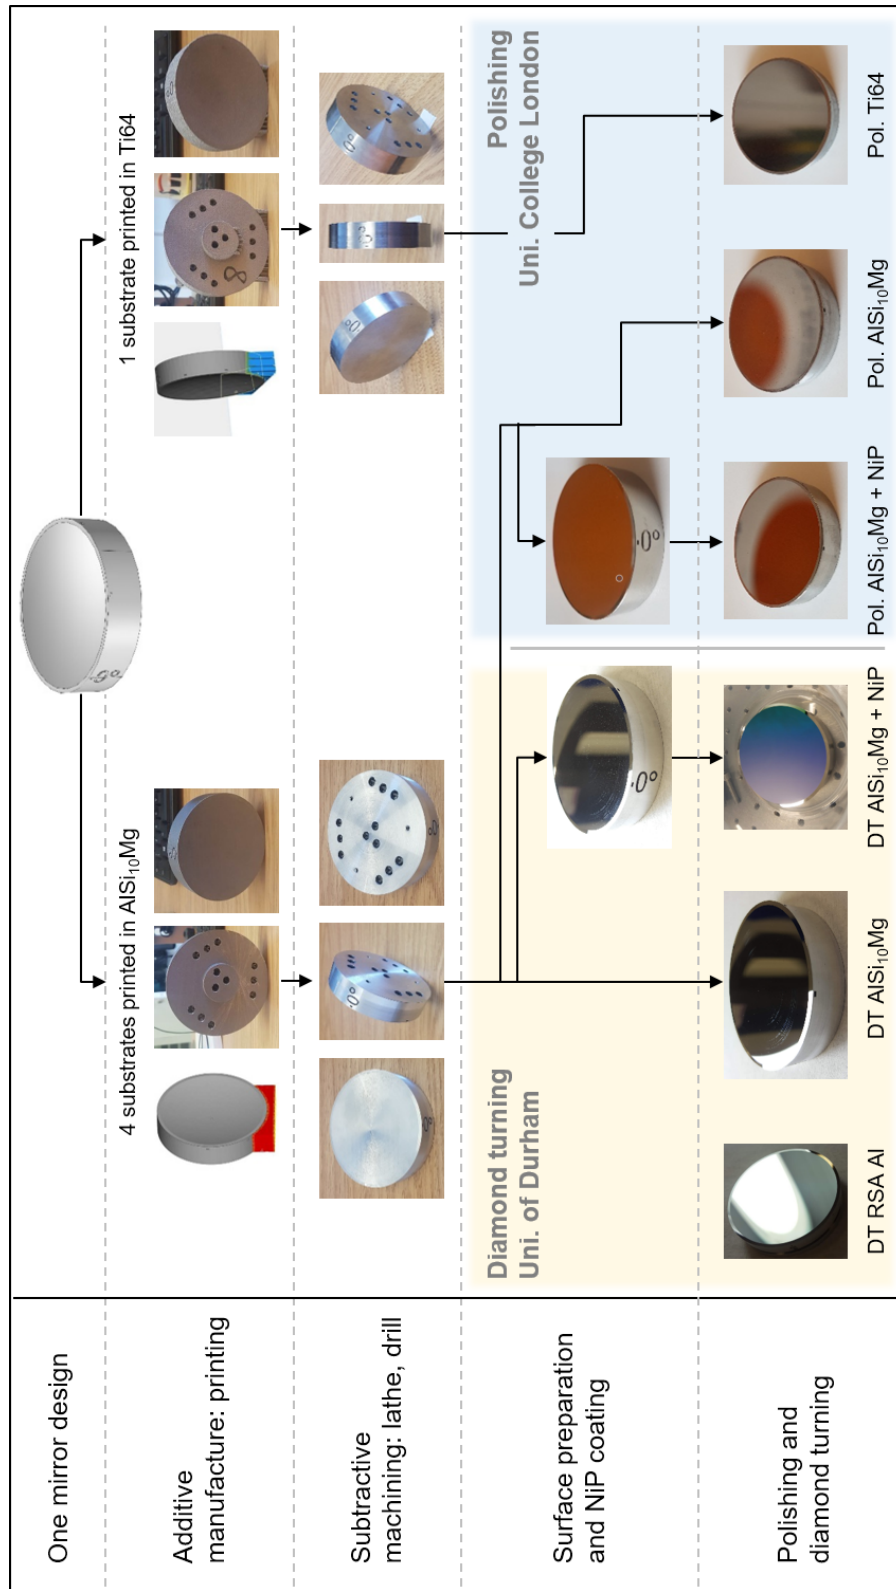 One mirror design
Additive
manufacture: printing
4 substrates printed in AlSi₁₀Mg
1 substrate printed in Ti64
Subtractive
machining: lathe, drill
Surface preparation
and NiP coating
Diamond turning
Uni. of Durham
Polishing
Uni. College London
Polishing and
diamond turning
DT RSA Al
DT AlSi₁₀Mg
DT AlSi₁₀Mg + NiP
Pol. AlSi₁₀Mg + NiP
Pol. AlSi₁₀Mg
Pol. Ti64